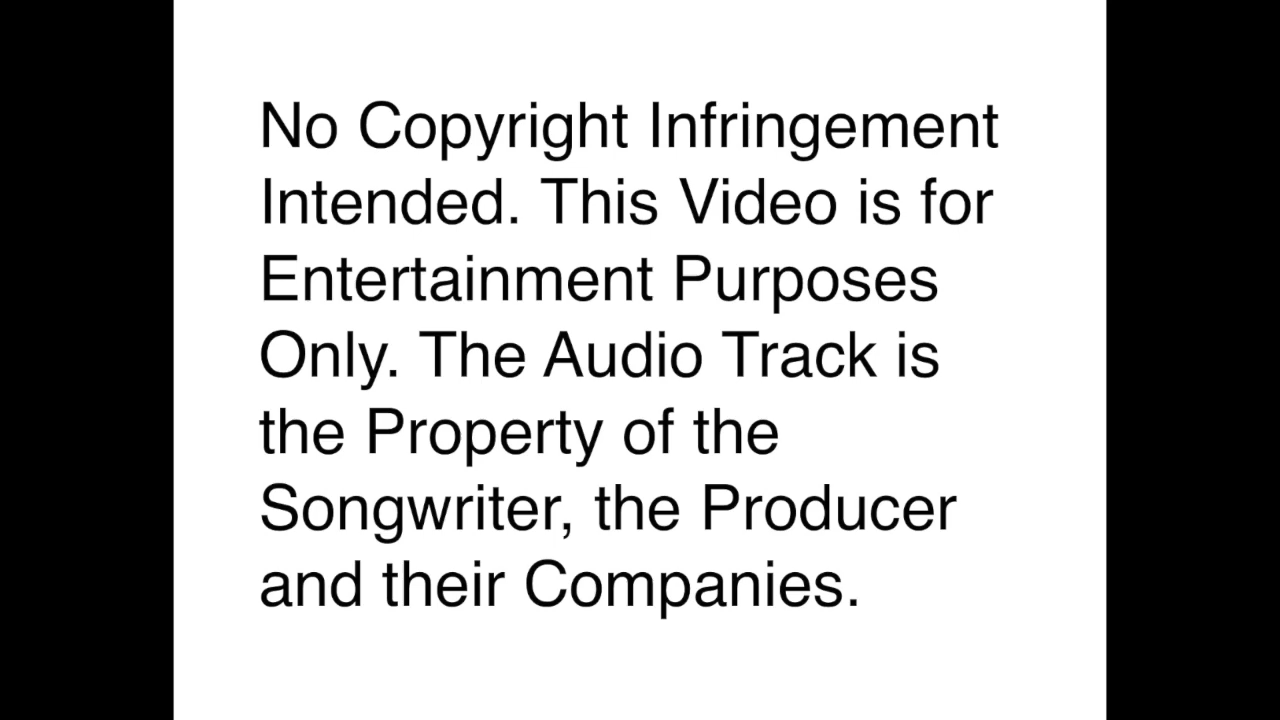 No Copyright Infringement
Intended. This Video is for
Entertainment Purposes
Only. The Audio Track is
the Property of the
Songwriter, the Producer
and their Companies.